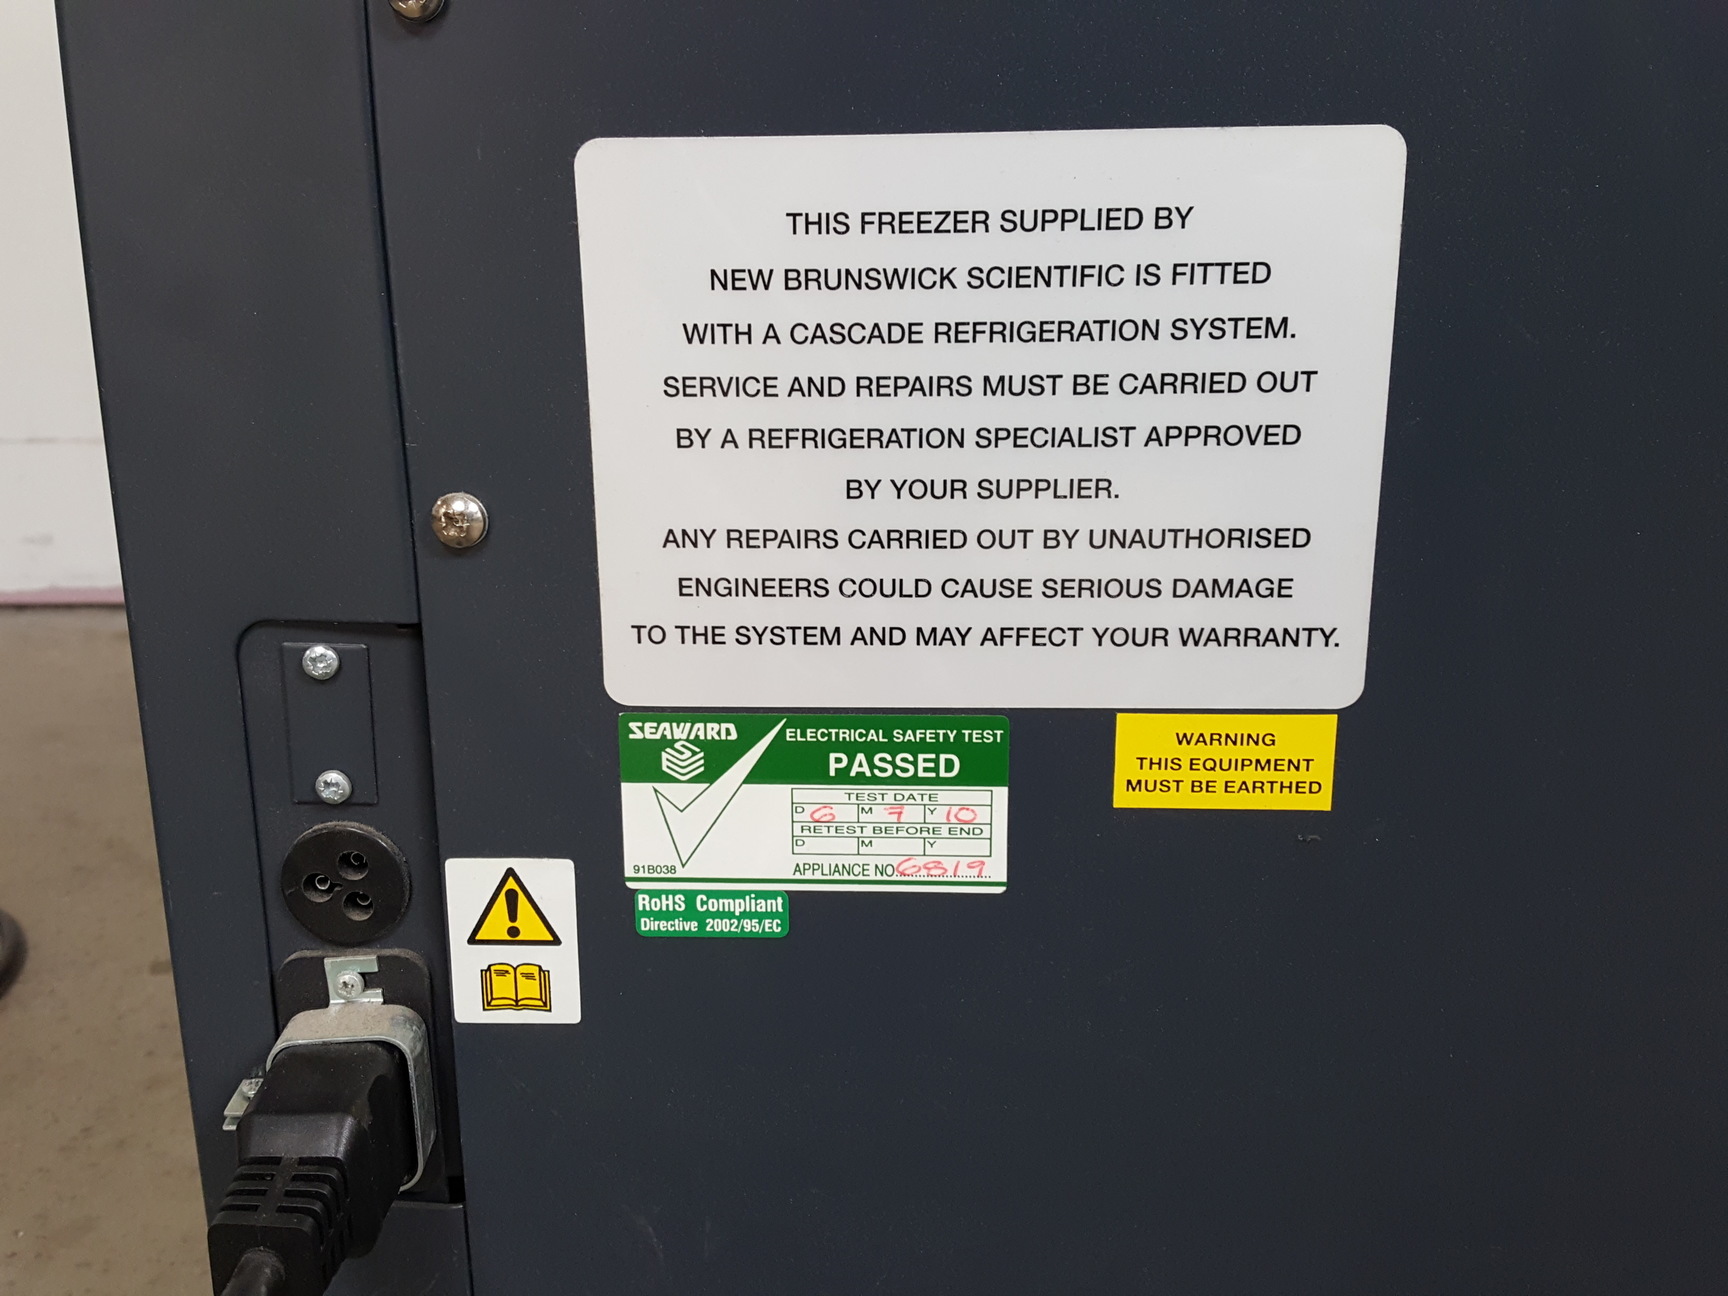 THIS FREEZER SUPPLIED BY
NEW BRUNSWICK SCIENTIFIC IS FITTED
WITH A CASCADE REFRIGERATION SYSTEM.
SERVICE AND REPAIRS MUST BE CARRIED OUT
BY A REFRIGERATION SPECIALIST APPROVED
BY YOUR SUPPLIER.
ANY REPAIRS CARRIED OUT BY UNAUTHORISED
ENGINEERS COULD CAUSE SERIOUS DAMAGE
TO THE SYSTEM AND MAY AFFECT YOUR WARRANTY.
SEAWARD
ELECTRICAL SAFETY TEST
PASSED
TEST DATE
D 6 M 7 Y 10
RETEST BEFORE END
D M Y
91B038
APPLIANCE NO 6819
RoHS Compliant
Directive 2002/95/EC
WARNING
THIS EQUIPMENT
MUST BE EARTHED